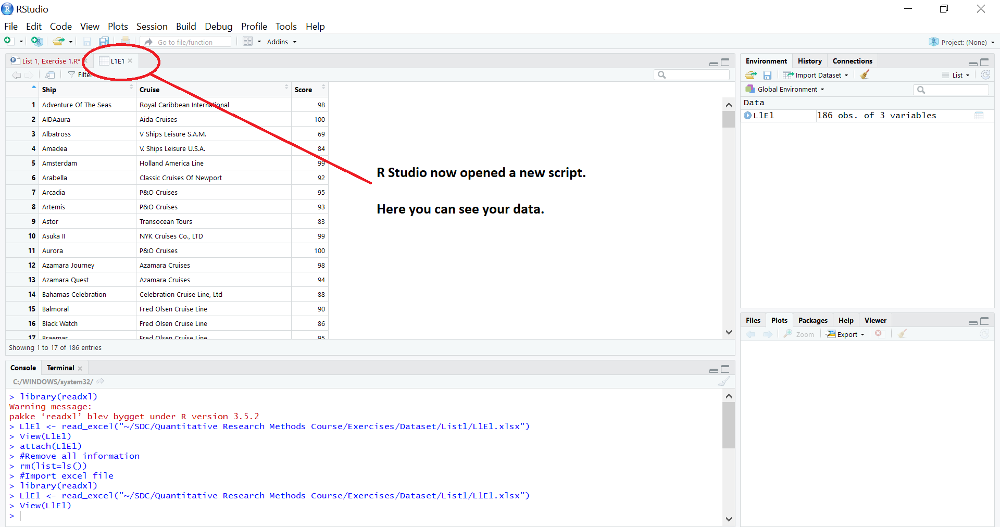 RStudio
File Edit Code View Plots Session Build Debug Profile Tools Help
Go to file/function Addins Project: (None)
List 1, Exercise 1.R* L1E1
Filter
Ship Cruise Score
1 Adventure Of The Seas Royal Caribbean International 98
2 AIDAaura Aida Cruises 100
3 Albatross V Ships Leisure S.A.M. 69
4 Amadea V. Ships Leisure U.S.A. 84
5 Amsterdam Holland America Line 99
6 Arabella Classic Cruises Of Newport 92
7 Arcadia P&O Cruises 95
8 Artemis P&O Cruises 93
9 Astor Transocean Tours 83
10 Asuka II NYK Cruises Co., LTD 99
11 Aurora P&O Cruises 100
12 Azamara Journey Azamara Cruises 98
13 Azamara Quest Azamara Cruises 94
14 Bahamas Celebration Celebration Cruise Line, Ltd 88
15 Balmoral Fred Olsen Cruise Line 90
16 Black Watch Fred Olsen Cruise Line 86
17 Braemar Fred Olsen Cruise Line 95
Showing 1 to 17 of 186 entries
R Studio now opened a new script.
Here you can see your data.
Console Terminal
C:/WINDOWS/system32/
> library(readxl)
Warning message:
pakke ‘readxl’ blev bygget under R version 3.5.2
> L1E1 <- read_excel("~/SDC/Quantitative Research Methods Course/Exercises/Dataset/List1/L1E1.xlsx")
> View(L1E1)
> attach(L1E1)
> #Remove all information
> rm(list=ls())
> #Import excel file
> library(readxl)
> L1E1 <- read_excel("~/SDC/Quantitative Research Methods Course/Exercises/Dataset/List1/L1E1.xlsx")
> View(L1E1)
>
Environment History Connections
Import Dataset List
Global Environment
Data
L1E1 186 obs. of 3 variables
Files Plots Packages Help Viewer
Zoom Export